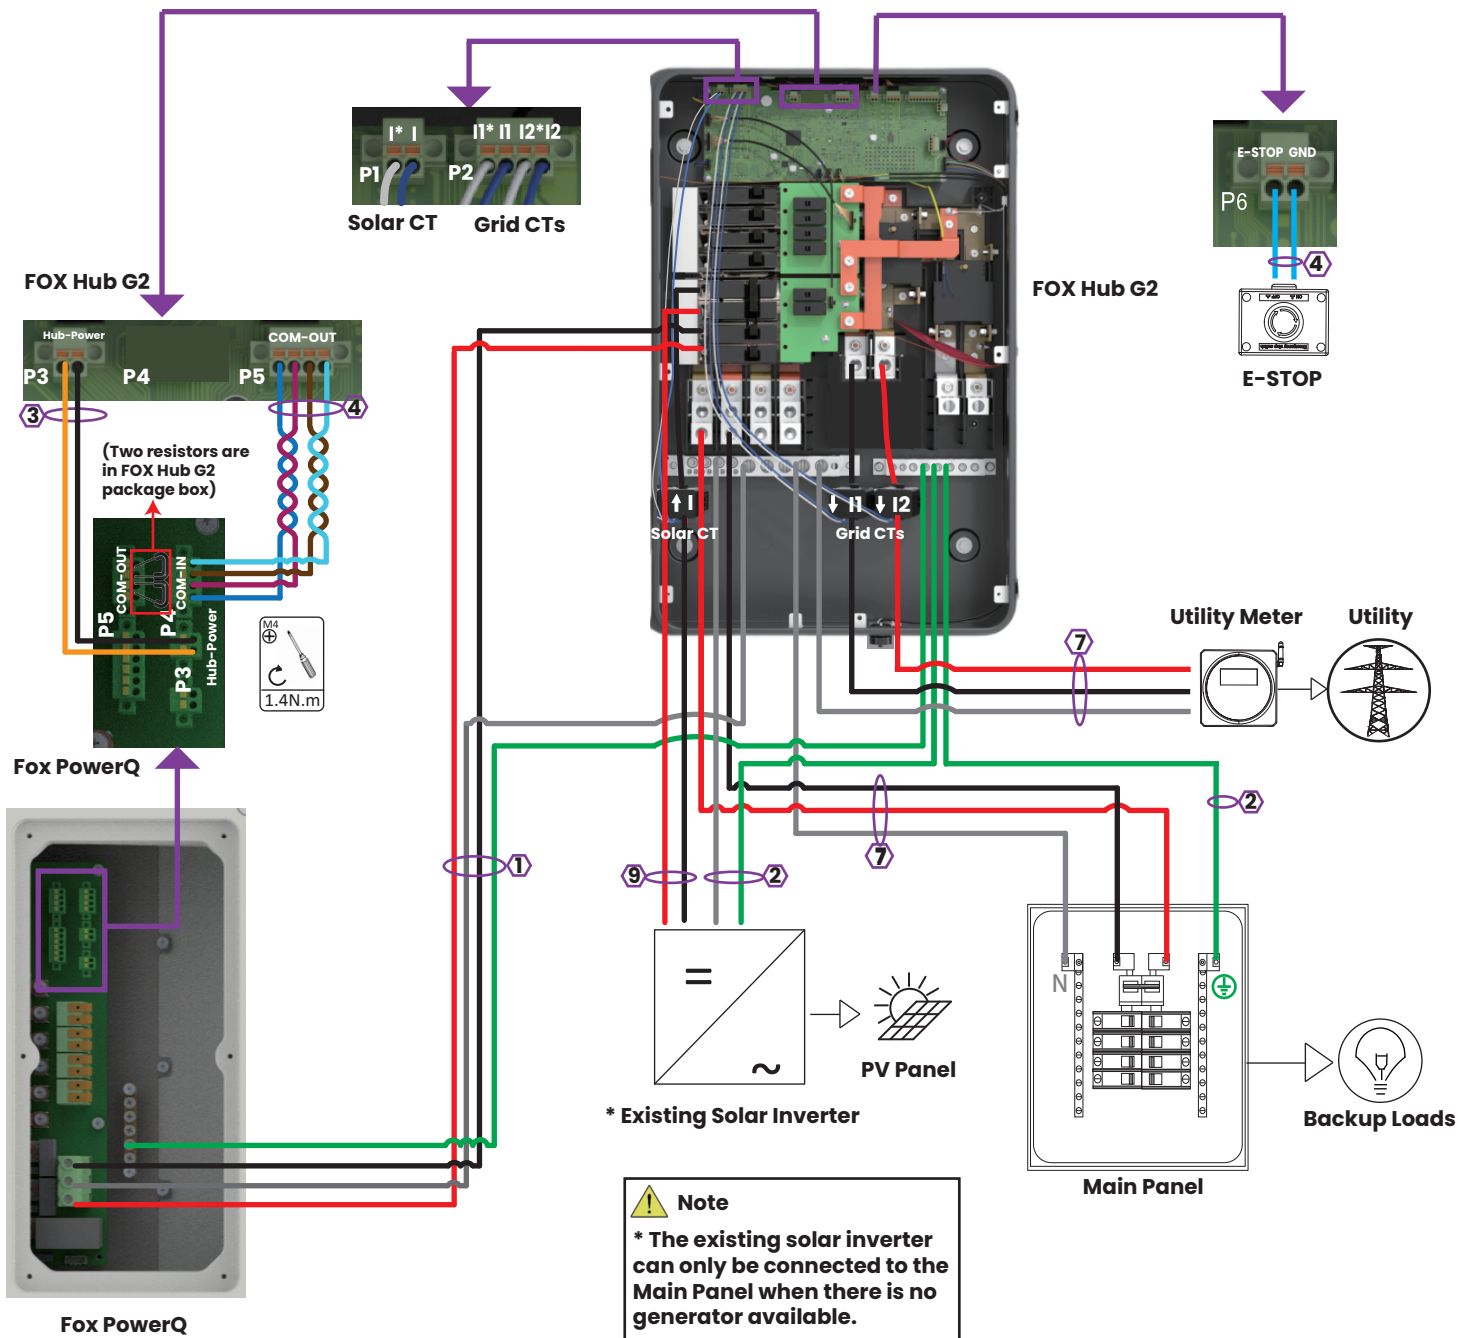 I* I
I1* I1 I2* I2
P1
P2
Solar CT
Grid CTs
E-STOP GND
P6
4
E-STOP
FOX Hub G2
FOX Hub G2
Hub-Power
COM-OUT
P3
P4
P5
3
4
(Two resistors are
in FOX Hub G2
package box)
COM-OUT
COM-IN
P5
P4
P3
Hub-Power
M4
1.4N.m
Fox PowerQ
I
I1
I2
Solar CT
Grid CTs
Utility Meter
Utility
7
2
7
1
9
2
N
PV Panel
* Existing Solar Inverter
Backup Loads
Main Panel
Note
* The existing solar inverter
can only be connected to the
Main Panel when there is no
generator available.
Fox PowerQ